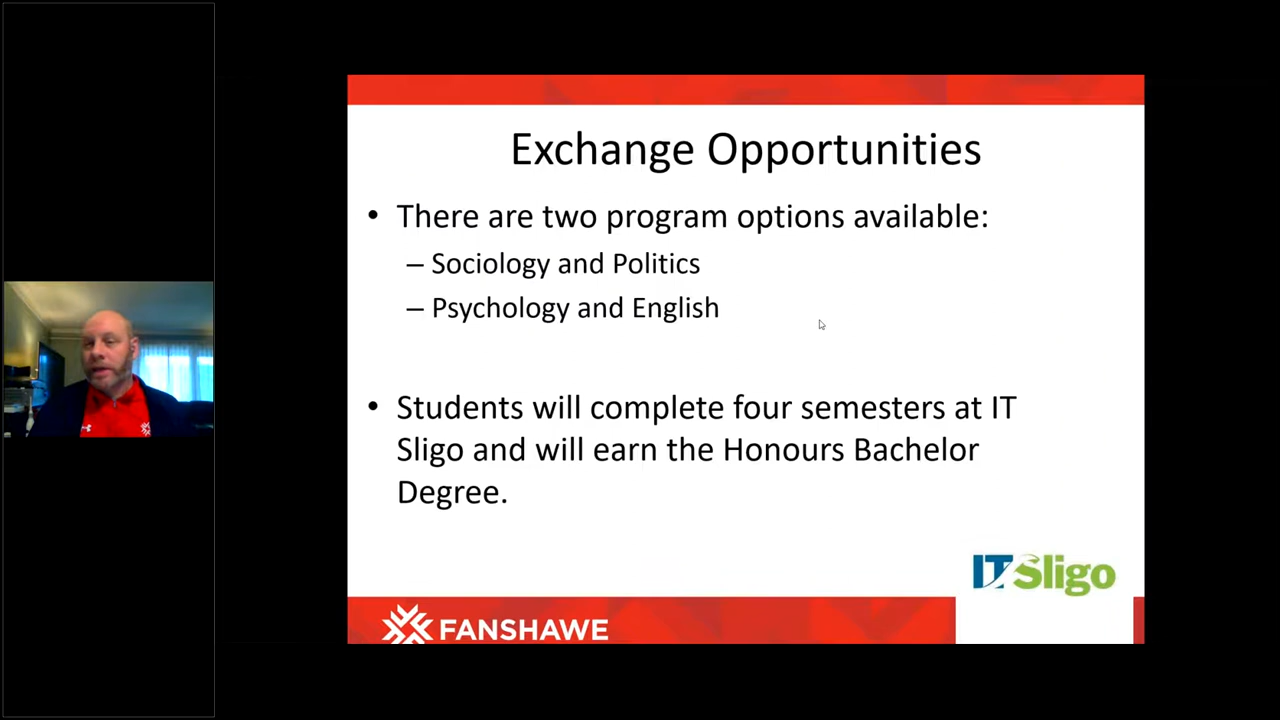 Exchange Opportunities
• There are two program options available:
– Sociology and Politics
– Psychology and English
• Students will complete four semesters at IT
Sligo and will earn the Honours Bachelor
Degree.
IT Sligo
FANSHAWE